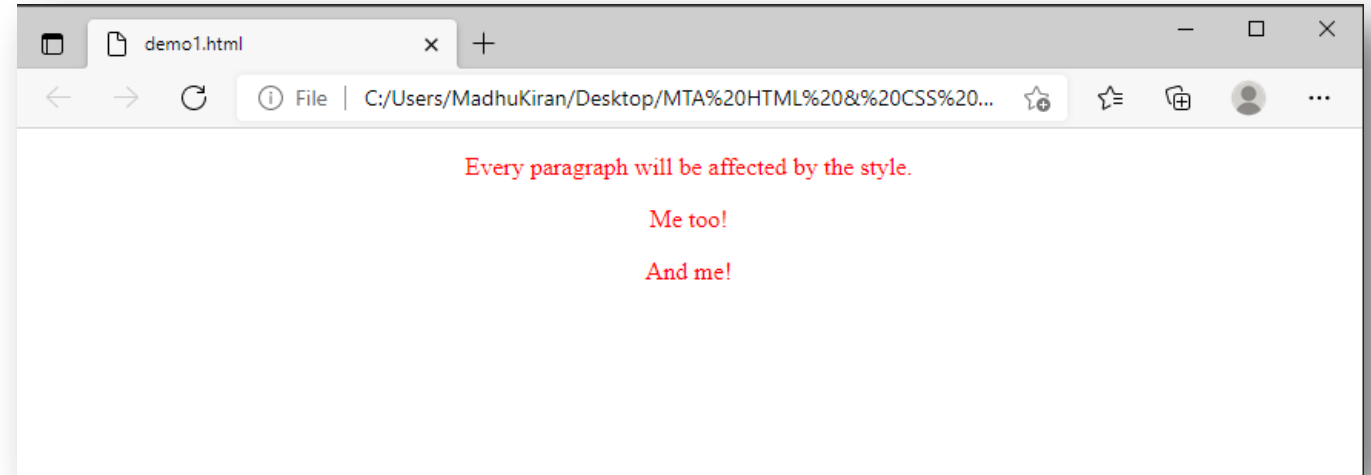 demo1.html
File C:/Users/MadhuKiran/Desktop/MTA%20HTML%20&%20CSS%20...
Every paragraph will be affected by the style.
Me too!
And me!